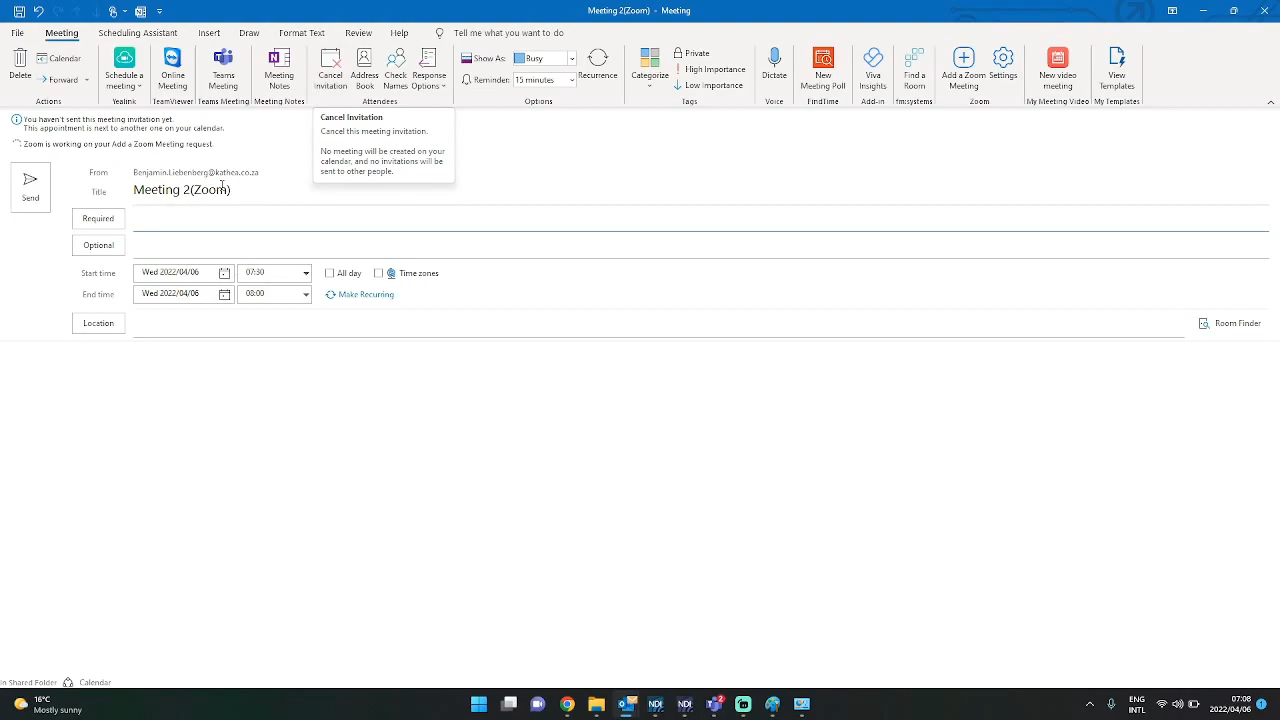 Meeting 2(Zoom) - Meeting
File Meeting Scheduling Assistant Insert Draw Format Text Review Help Tell me what you want to do
Delete
Calendar
Forward
Actions
Schedule a meeting
Yealink
Online Meeting
TeamViewer
Teams Meeting
Teams Meeting
Meeting Notes
Meeting Notes
Cancel Invitation
Address Book
Check Names
Response Options
Attendees
Show As: Busy
Reminder: 15 minutes
Recurrence
Options
Categorize
Private
High Importance
Low Importance
Tags
Dictate
Voice
New Meeting Poll
FindTime
Viva Insights
Add-in
Find a Room
fm:systems
Add a Zoom Meeting
Settings
Zoom
New video meeting
My Meeting Video
View Templates
My Templates
Cancel Invitation
Cancel this meeting invitation.
No meeting will be created on your
calendar, and no invitations will be
sent to other people.
You haven't sent this meeting invitation yet.
This appointment is next to another one on your calendar.
Zoom is working on your Add a Zoom Meeting request.
Send
From Benjamin.Liebenberg@kathea.co.za
Title Meeting 2(Zoom)
Required
Optional
Start time Wed 2022/04/06 07:30 All day Time zones
End time Wed 2022/04/06 08:00 Make Recurring
Location Room Finder
In Shared Folder Calendar
16°C
Mostly sunny
NDI NDI 2
ENG
INTL
07:08
2022/04/06
1